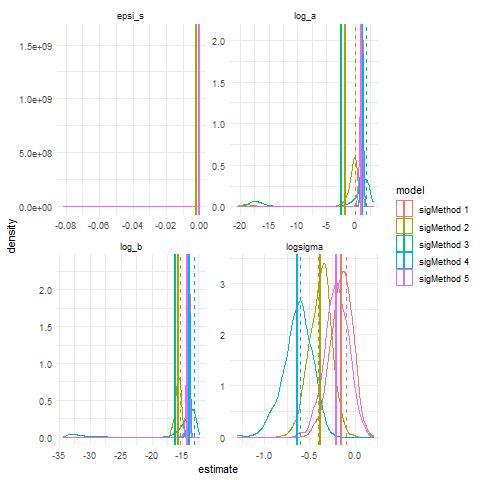 epsi_s
log_a
1.5e+09
1.0e+09
5.0e+08
0.0e+00
-0.08 -0.06 -0.04 -0.02 0.00
2.0
1.5
1.0
0.5
0.0
-20 -15 -10 -5 0
density
log_b
logsigma
2.0
1.5
1.0
0.5
0.0
-35 -30 -25 -20 -15
3
2
1
0
-1.0 -0.5 0.0
estimate
model
sigMethod 1
sigMethod 2
sigMethod 3
sigMethod 4
sigMethod 5